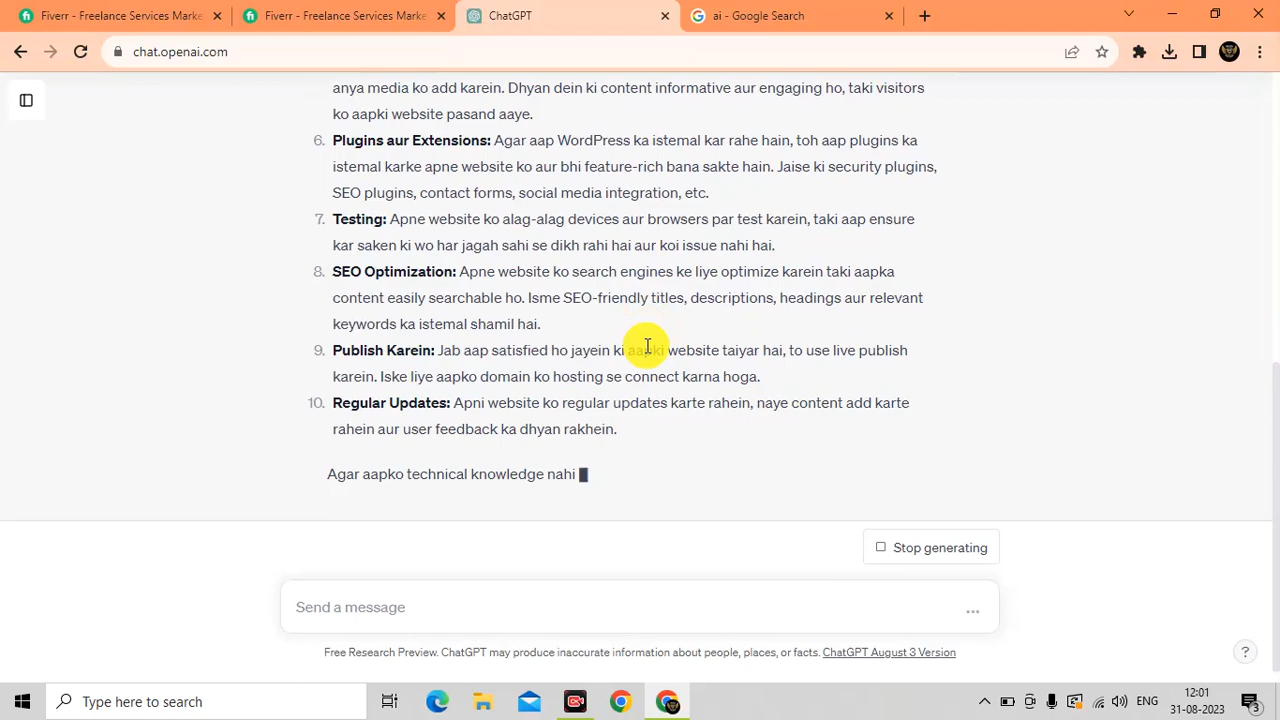 Fiverr - Freelance Services Marke
Fiverr - Freelance Services Marke
ChatGPT
ai - Google Search
chat.openai.com
anya media ko add karein. Dhyan dein ki content informative aur engaging ho, taki visitors
ko aapki website pasand aaye.
6. Plugins aur Extensions: Agar aap WordPress ka istemal kar rahe hain, toh aap plugins ka
istemal karke apne website ko aur bhi feature-rich bana sakte hain. Jaise ki security plugins,
SEO plugins, contact forms, social media integration, etc.
7. Testing: Apne website ko alag-alag devices aur browsers par test karein, taki aap ensure
kar saken ki wo har jagah sahi se dikh rahi hai aur koi issue nahi hai.
8. SEO Optimization: Apne website ko search engines ke liye optimize karein taki aapka
content easily searchable ho. Isme SEO-friendly titles, descriptions, headings aur relevant
keywords ka istemal shamil hai.
9. Publish Karein: Jab aap satisfied ho jayein ki aapki website taiyar hai, to use live publish
karein. Iske liye aapko domain ko hosting se connect karna hoga.
10. Regular Updates: Apni website ko regular updates karte rahein, naye content add karte
rahein aur user feedback ka dhyan rakhein.
Agar aapko technical knowledge nahi
Stop generating
Send a message
...
Free Research Preview. ChatGPT may produce inaccurate information about people, places, or facts. ChatGPT August 3 Version
?
Type here to search
ENG
12:01
31-08-2023
3